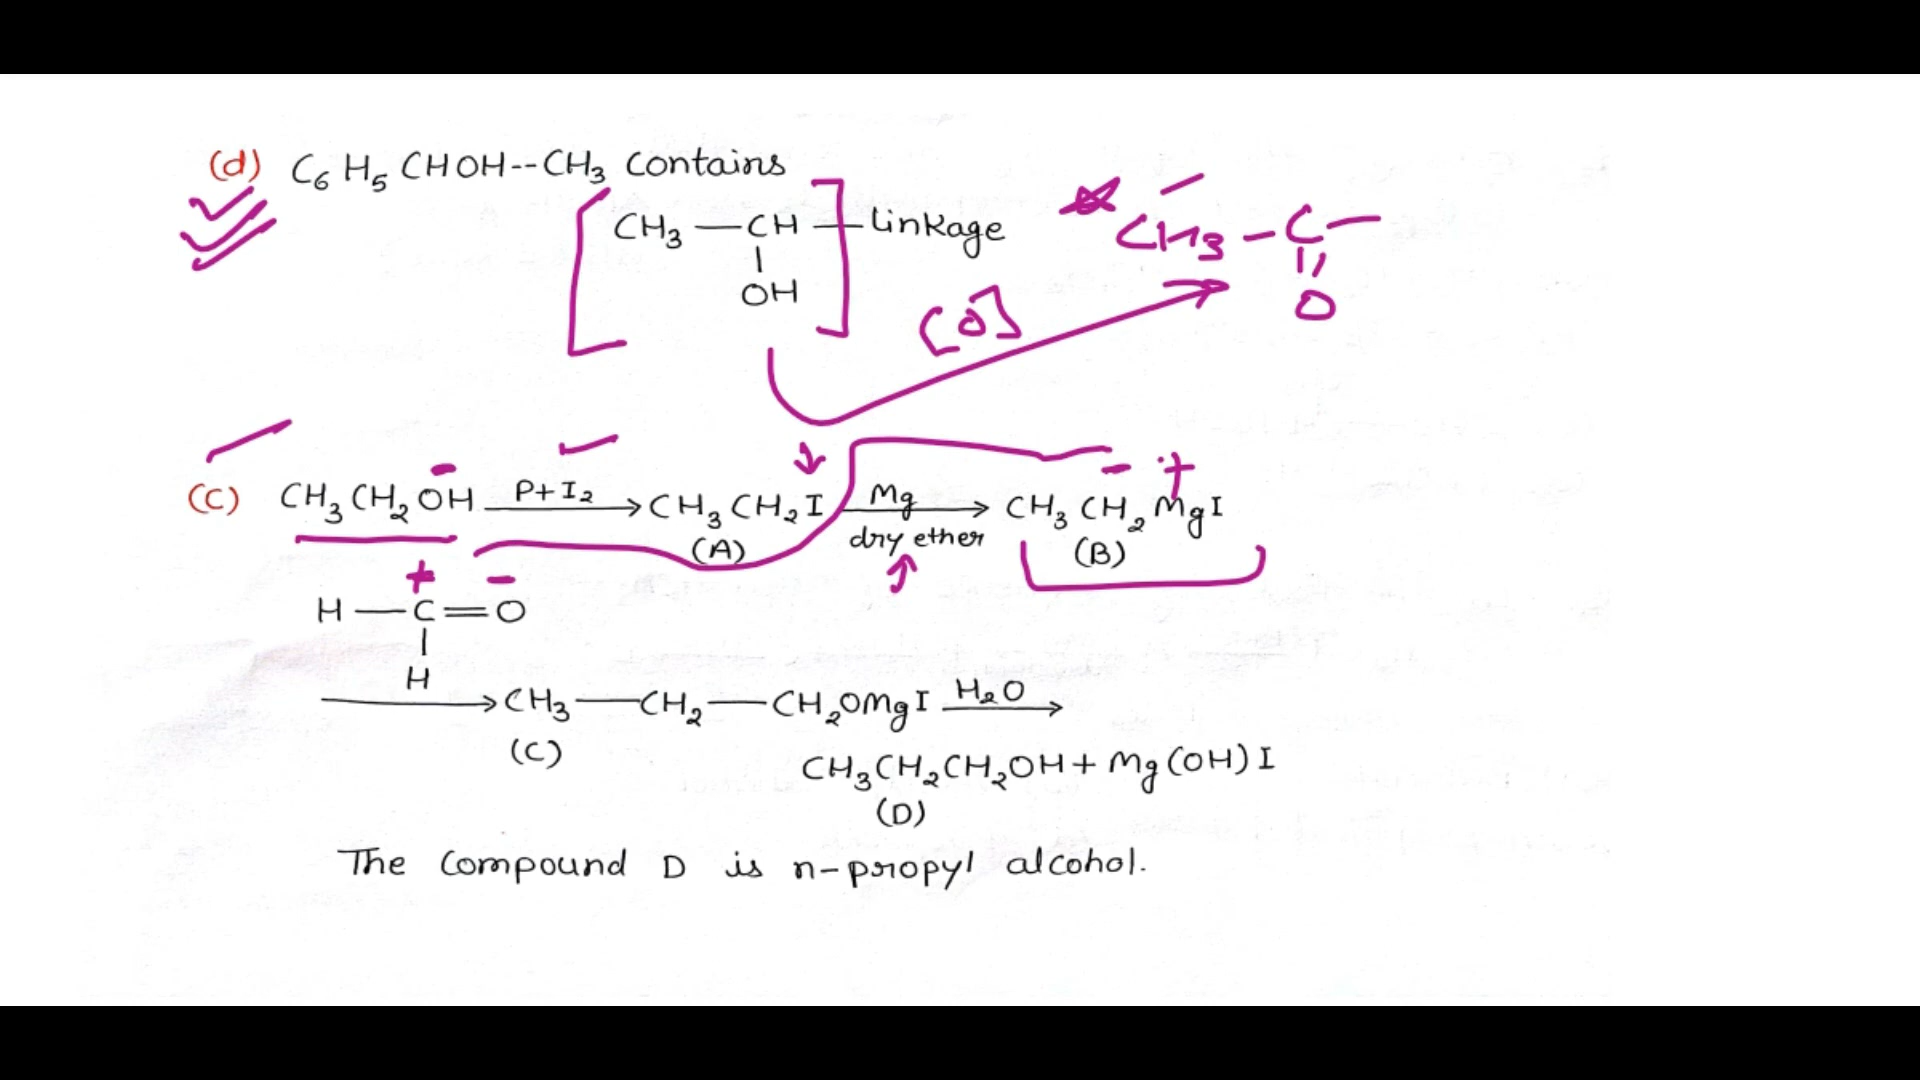 (d) C6H5CHOH--CH3 contains
CH3—CH—linkage
|
OH
CH3-C-
||
O
[O]
(C) CH3CH2OH P+I2→ CH3CH2I Mg→ CH3CH2MgI
(A) dry ether (B)
- - +
+ -
H—C=O
|
H
→CH3—CH2—CH2OMgI H2O→
(C)
CH3CH2CH2OH+Mg(OH)I
(D)
The compound D is n-propyl alcohol.